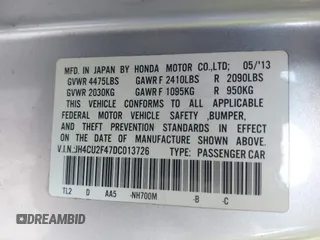 MFD. IN JAPAN BY HONDA MOTOR CO.,LTD. 05/'13
GVWR 4475LBS GAWR F 2410LBS R 2090LBS
GVWR 2030KG GAWR F 1095KG R 950KG
THIS VEHICLE CONFORMS TO ALL APPLICABLE
FEDERAL MOTOR VEHICLE SAFETY ,BUMPER,
AND THEFT PREVENTION STANDARDS IN EFFECT
ON THE DATE OF MANUFACTURE SHOWN ABOVE.
V.I.N:JH4CU2F47DC013726 TYPE: PASSENGER CAR
TL2 D AA5 -NH700M -B -C
DREAMBID
dreambid.com